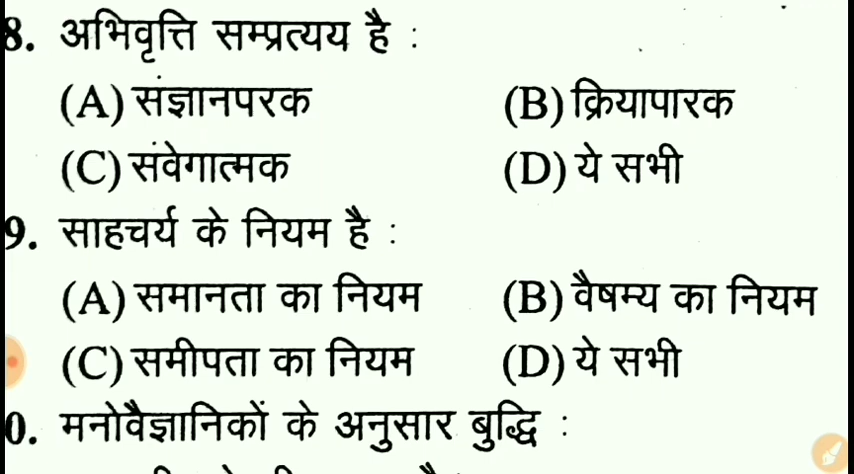 8. अभिवृत्ति सम्प्रत्यय है :
(A) संज्ञानपरक (B) क्रियापारक
(C) संवेगात्मक (D) ये सभी
9. साहचर्य के नियम है :
(A) समानता का नियम (B) वैषम्य का नियम
(C) समीपता का नियम (D) ये सभी
0. मनोवैज्ञानिकों के अनुसार बुद्धि :